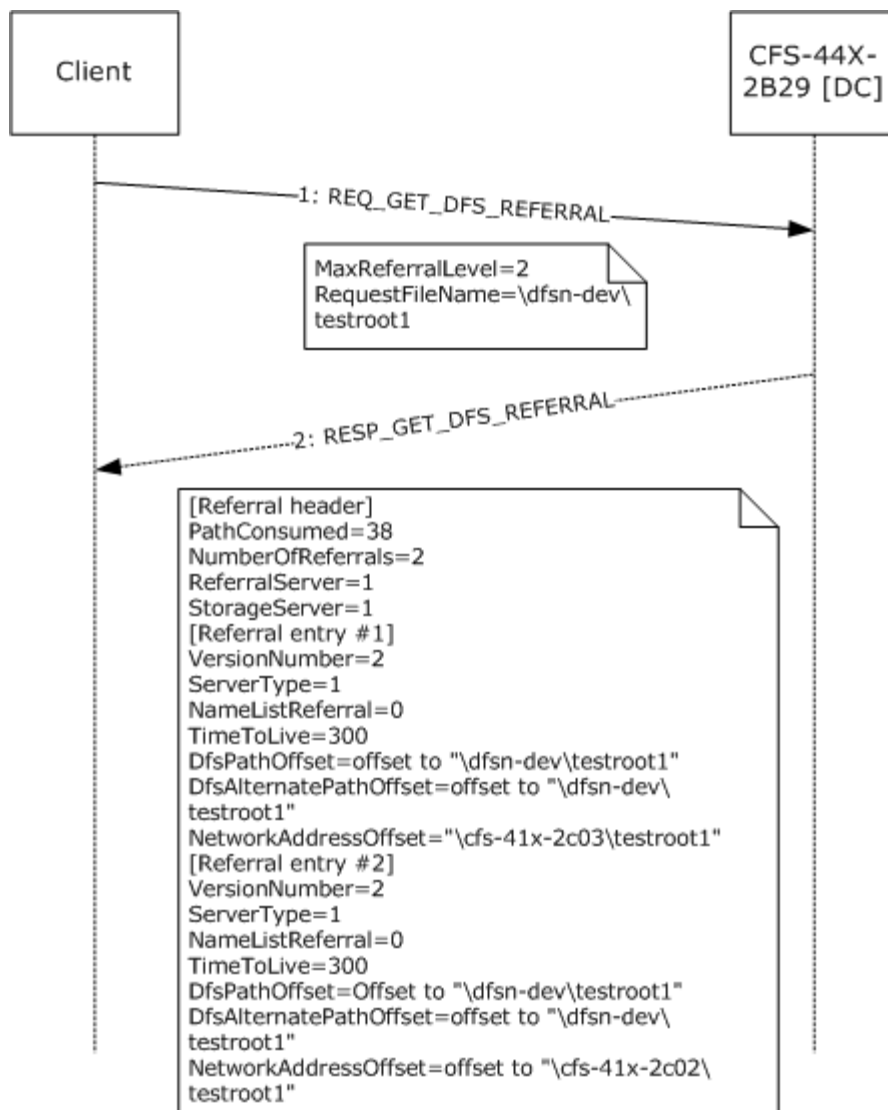 Client
CFS-44X-
2B29 [DC]
1: REQ_GET_DFS_REFERRAL
MaxReferralLevel=2
RequestFileName=\dfsn-dev\
testroot1
2: RESP_GET_DFS_REFERRAL
[Referral header]
PathConsumed=38
NumberOfReferrals=2
ReferralServer=1
StorageServer=1
[Referral entry #1]
VersionNumber=2
ServerType=1
NameListReferral=0
TimeToLive=300
DfsPathOffset=offset to "\dfsn-dev\testroot1"
DfsAlternatePathOffset=offset to "\dfsn-dev\
testroot1"
NetworkAddressOffset="\cfs-41x-2c03\testroot1"
[Referral entry #2]
VersionNumber=2
ServerType=1
NameListReferral=0
TimeToLive=300
DfsPathOffset=Offset to "\dfsn-dev\testroot1"
DfsAlternatePathOffset=offset to "\dfsn-dev\
testroot1"
NetworkAddressOffset=offset to "\cfs-41x-2c02\
testroot1"